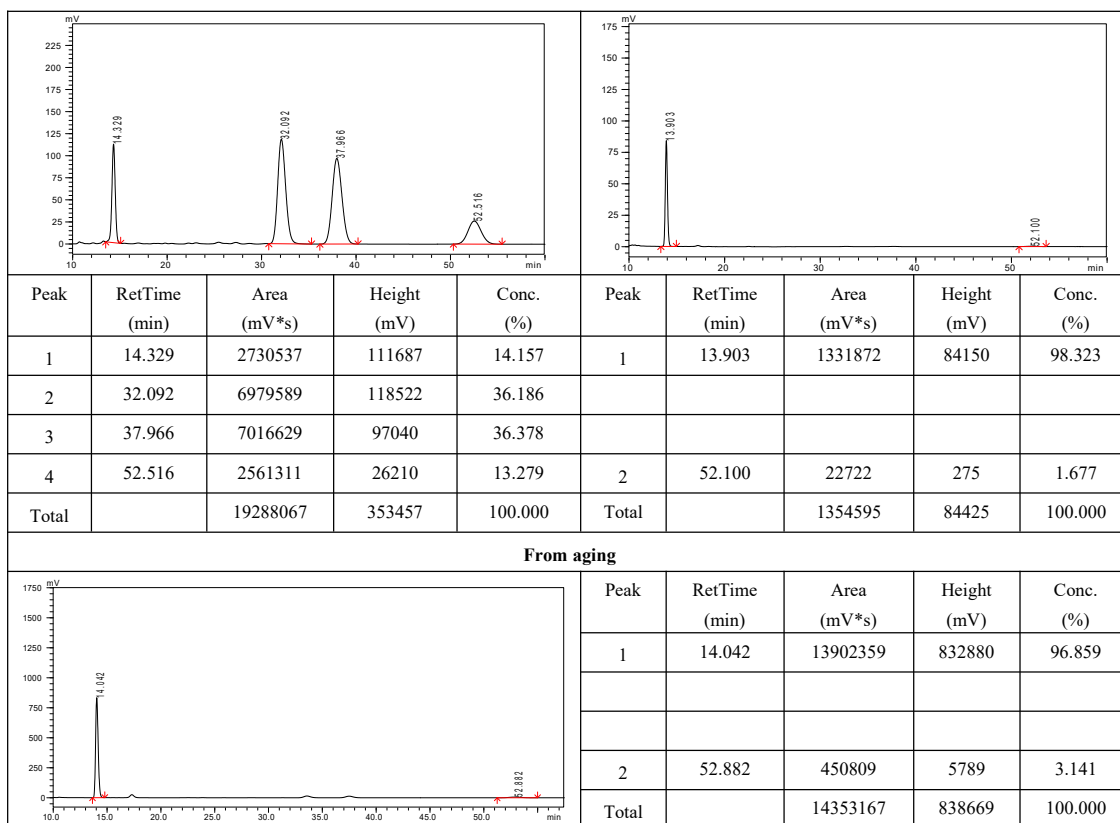 mV
225
200
175
150
125
100
75
50
25
0
14.329
32.092
37.966
52.516
10 20 30 40 50 min
mV
175
150
125
100
75
50
25
0
13.903
52.100
10 20 30 40 50 min
Peak RetTime Area Height Conc.
(min) (mV*s) (mV) (%)
1 14.329 2730537 111687 14.157
2 32.092 6979589 118522 36.186
3 37.966 7016629 97040 36.378
4 52.516 2561311 26210 13.279
Total 19288067 353457 100.000
Peak RetTime Area Height Conc.
(min) (mV*s) (mV) (%)
1 13.903 1331872 84150 98.323
2 52.100 22722 275 1.677
Total 1354595 84425 100.000
From aging
mV
1750
1500
1250
1000
750
500
250
0
14.042
52.882
10.0 15.0 20.0 25.0 30.0 35.0 40.0 45.0 50.0 min
Peak RetTime Area Height Conc.
(min) (mV*s) (mV) (%)
1 14.042 13902359 832880 96.859
2 52.882 450809 5789 3.141
Total 14353167 838669 100.000